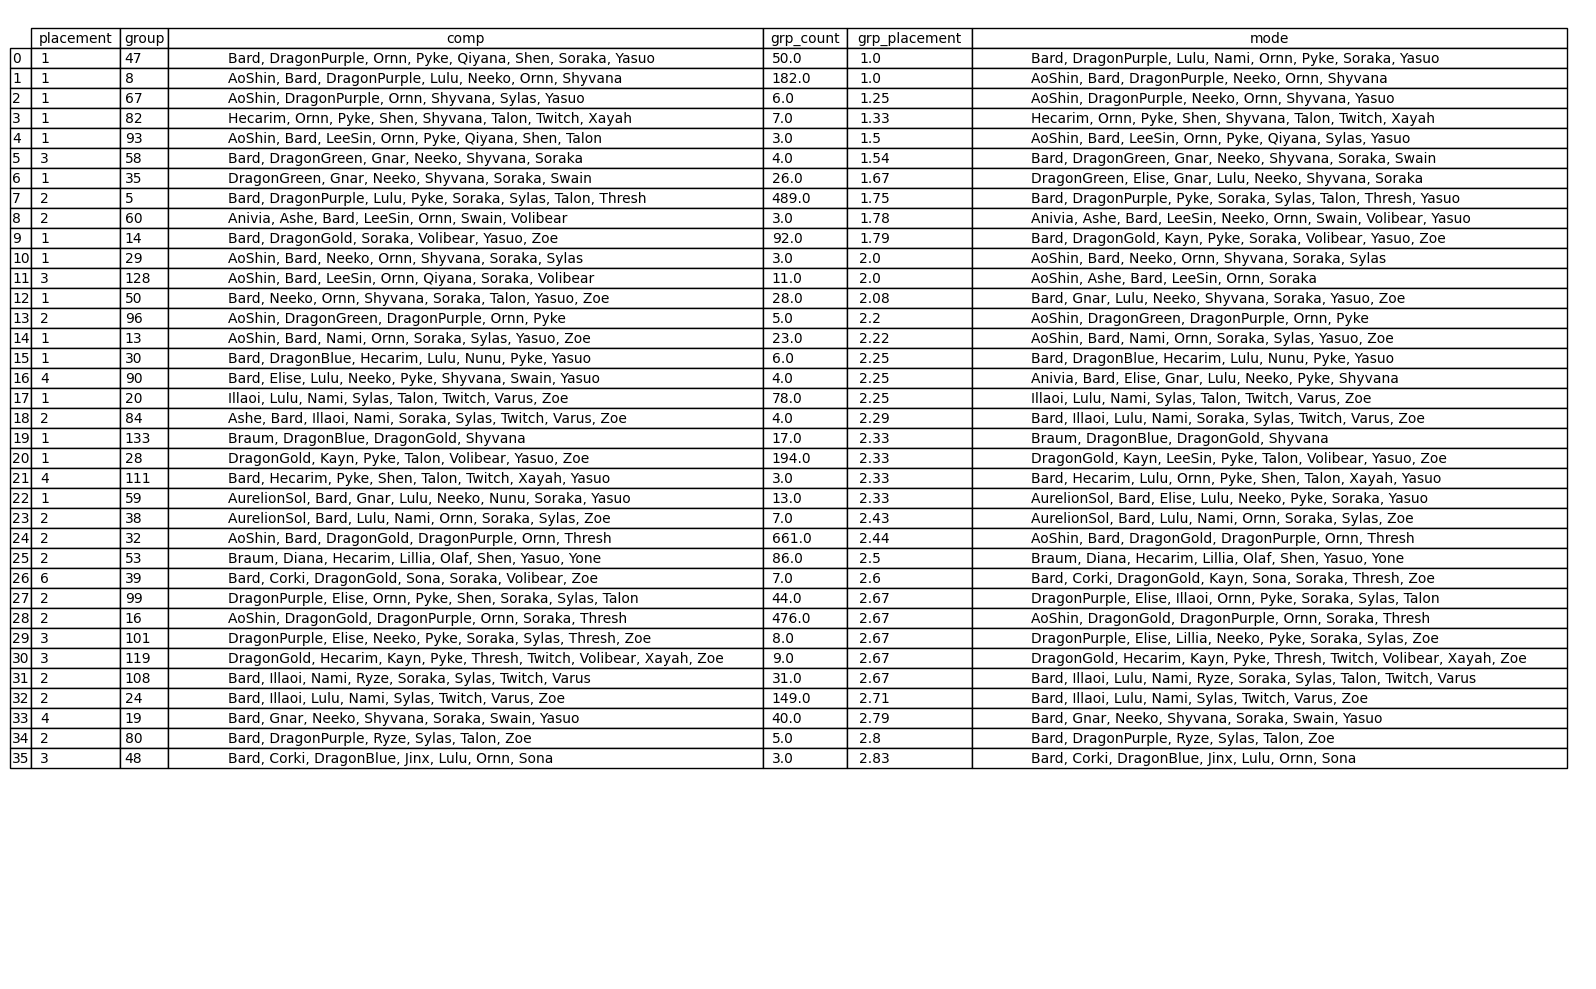 placement group comp grp_count grp_placement mode
0 1 47 Bard, DragonPurple, Ornn, Pyke, Qiyana, Shen, Soraka, Yasuo 50.0 1.0 Bard, DragonPurple, Lulu, Nami, Ornn, Pyke, Soraka, Yasuo
1 1 8 AoShin, Bard, DragonPurple, Lulu, Neeko, Ornn, Shyvana 182.0 1.0 AoShin, Bard, DragonPurple, Neeko, Ornn, Shyvana
2 1 67 AoShin, DragonPurple, Ornn, Shyvana, Sylas, Yasuo 6.0 1.25 AoShin, DragonPurple, Neeko, Ornn, Shyvana, Yasuo
3 1 82 Hecarim, Ornn, Pyke, Shen, Shyvana, Talon, Twitch, Xayah 7.0 1.33 Hecarim, Ornn, Pyke, Shen, Shyvana, Talon, Twitch, Xayah
4 1 93 AoShin, Bard, LeeSin, Ornn, Pyke, Qiyana, Shen, Talon 3.0 1.5 AoShin, Bard, LeeSin, Ornn, Pyke, Qiyana, Sylas, Yasuo
5 3 58 Bard, DragonGreen, Gnar, Neeko, Shyvana, Soraka 4.0 1.54 Bard, DragonGreen, Gnar, Neeko, Shyvana, Soraka, Swain
6 1 35 DragonGreen, Gnar, Neeko, Shyvana, Soraka, Swain 26.0 1.67 DragonGreen, Elise, Gnar, Lulu, Neeko, Shyvana, Soraka
7 2 5 Bard, DragonPurple, Lulu, Pyke, Soraka, Sylas, Talon, Thresh 489.0 1.75 Bard, DragonPurple, Pyke, Soraka, Sylas, Talon, Thresh, Yasuo
8 2 60 Anivia, Ashe, Bard, LeeSin, Ornn, Swain, Volibear 3.0 1.78 Anivia, Ashe, Bard, LeeSin, Neeko, Ornn, Swain, Volibear, Yasuo
9 1 14 Bard, DragonGold, Soraka, Volibear, Yasuo, Zoe 92.0 1.79 Bard, DragonGold, Kayn, Pyke, Soraka, Volibear, Yasuo, Zoe
10 1 29 AoShin, Bard, Neeko, Ornn, Shyvana, Soraka, Sylas 3.0 2.0 AoShin, Bard, Neeko, Ornn, Shyvana, Soraka, Sylas
11 3 128 AoShin, Bard, LeeSin, Ornn, Qiyana, Soraka, Volibear 11.0 2.0 AoShin, Ashe, Bard, LeeSin, Ornn, Soraka
12 1 50 Bard, Neeko, Ornn, Shyvana, Soraka, Talon, Yasuo, Zoe 28.0 2.08 Bard, Gnar, Lulu, Neeko, Shyvana, Soraka, Yasuo, Zoe
13 2 96 AoShin, DragonGreen, DragonPurple, Ornn, Pyke 5.0 2.2 AoShin, DragonGreen, DragonPurple, Ornn, Pyke
14 1 13 AoShin, Bard, Nami, Ornn, Soraka, Sylas, Yasuo, Zoe 23.0 2.22 AoShin, Bard, Nami, Ornn, Soraka, Sylas, Yasuo, Zoe
15 1 30 Bard, DragonBlue, Hecarim, Lulu, Nunu, Pyke, Yasuo 6.0 2.25 Bard, DragonBlue, Hecarim, Lulu, Nunu, Pyke, Yasuo
16 4 90 Bard, Elise, Lulu, Neeko, Pyke, Shyvana, Swain, Yasuo 4.0 2.25 Anivia, Bard, Elise, Gnar, Lulu, Neeko, Pyke, Shyvana
17 1 20 Illaoi, Lulu, Nami, Sylas, Talon, Twitch, Varus, Zoe 78.0 2.25 Illaoi, Lulu, Nami, Sylas, Talon, Twitch, Varus, Zoe
18 2 84 Ashe, Bard, Illaoi, Nami, Soraka, Sylas, Twitch, Varus, Zoe 4.0 2.29 Bard, Illaoi, Lulu, Nami, Soraka, Sylas, Twitch, Varus, Zoe
19 1 133 Braum, DragonBlue, DragonGold, Shyvana 17.0 2.33 Braum, DragonBlue, DragonGold, Shyvana
20 1 28 DragonGold, Kayn, Pyke, Talon, Volibear, Yasuo, Zoe 194.0 2.33 DragonGold, Kayn, LeeSin, Pyke, Talon, Volibear, Yasuo, Zoe
21 4 111 Bard, Hecarim, Pyke, Shen, Talon, Twitch, Xayah, Yasuo 3.0 2.33 Bard, Hecarim, Lulu, Ornn, Pyke, Shen, Talon, Xayah, Yasuo
22 1 59 AurelionSol, Bard, Gnar, Lulu, Neeko, Nunu, Soraka, Yasuo 13.0 2.33 AurelionSol, Bard, Elise, Lulu, Neeko, Pyke, Soraka, Yasuo
23 2 38 AurelionSol, Bard, Lulu, Nami, Ornn, Soraka, Sylas, Zoe 7.0 2.43 AurelionSol, Bard, Lulu, Nami, Ornn, Soraka, Sylas, Zoe
24 2 32 AoShin, Bard, DragonGold, DragonPurple, Ornn, Thresh 661.0 2.44 AoShin, Bard, DragonGold, DragonPurple, Ornn, Thresh
25 2 53 Braum, Diana, Hecarim, Lillia, Olaf, Shen, Yasuo, Yone 86.0 2.5 Braum, Diana, Hecarim, Lillia, Olaf, Shen, Yasuo, Yone
26 6 39 Bard, Corki, DragonGold, Sona, Soraka, Volibear, Zoe 7.0 2.6 Bard, Corki, DragonGold, Kayn, Sona, Soraka, Thresh, Zoe
27 2 99 DragonPurple, Elise, Ornn, Pyke, Shen, Soraka, Sylas, Talon 44.0 2.67 DragonPurple, Elise, Illaoi, Ornn, Pyke, Soraka, Sylas, Talon
28 2 16 AoShin, DragonGold, DragonPurple, Ornn, Soraka, Thresh 476.0 2.67 AoShin, DragonGold, DragonPurple, Ornn, Soraka, Thresh
29 3 101 DragonPurple, Elise, Neeko, Pyke, Soraka, Sylas, Thresh, Zoe 8.0 2.67 DragonPurple, Elise, Lillia, Neeko, Pyke, Soraka, Sylas, Zoe
30 3 119 DragonGold, Hecarim, Kayn, Pyke, Thresh, Twitch, Volibear, Xayah, Zoe 9.0 2.67 DragonGold, Hecarim, Kayn, Pyke, Thresh, Twitch, Volibear, Xayah, Zoe
31 2 108 Bard, Illaoi, Nami, Ryze, Soraka, Sylas, Twitch, Varus 31.0 2.67 Bard, Illaoi, Lulu, Nami, Ryze, Soraka, Sylas, Talon, Twitch, Varus
32 2 24 Bard, Illaoi, Lulu, Nami, Sylas, Twitch, Varus, Zoe 149.0 2.71 Bard, Illaoi, Lulu, Nami, Sylas, Twitch, Varus, Zoe
33 4 19 Bard, Gnar, Neeko, Shyvana, Soraka, Swain, Yasuo 40.0 2.79 Bard, Gnar, Neeko, Shyvana, Soraka, Swain, Yasuo
34 2 80 Bard, DragonPurple, Ryze, Sylas, Talon, Zoe 5.0 2.8 Bard, DragonPurple, Ryze, Sylas, Talon, Zoe
35 3 48 Bard, Corki, DragonBlue, Jinx, Lulu, Ornn, Sona 3.0 2.83 Bard, Corki, DragonBlue, Jinx, Lulu, Ornn, Sona